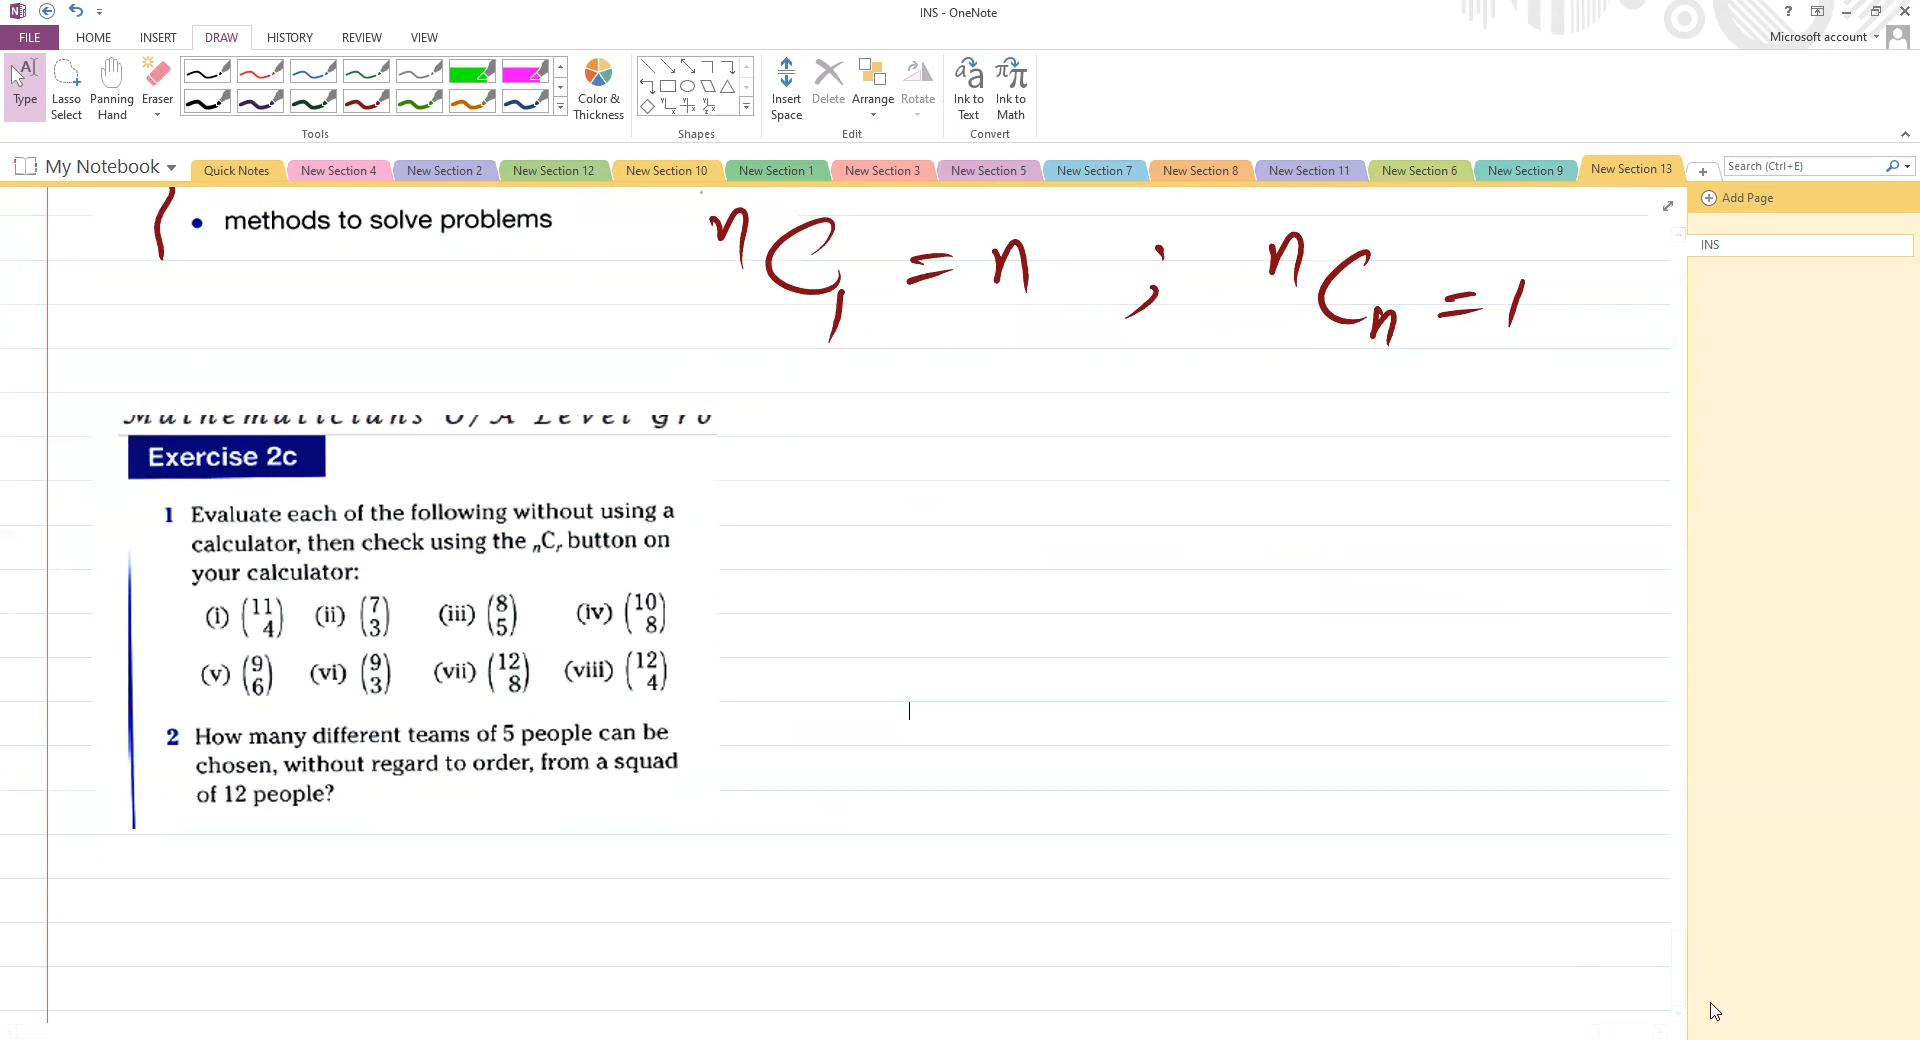 INS - OneNote
?
FILE HOME INSERT DRAW HISTORY REVIEW VIEW
Microsoft account
Type
Lasso Select
Panning Hand
Eraser
Color & Thickness
Insert Space
Delete
Arrange
Rotate
Ink to Text
Ink to Math
Tools
Shapes
Edit
Convert
My Notebook
Quick Notes New Section 4 New Section 2 New Section 12 New Section 10 New Section 1 New Section 3 New Section 5 New Section 7 New Section 8 New Section 11 New Section 6 New Section 9 New Section 13
Search (Ctrl+E)
Add Page
INS
• methods to solve problems
ⁿC₁ = n ; ⁿCₙ = 1
Mathematicians O/A Level Gro
Exercise 2c
1 Evaluate each of the following without using a
calculator, then check using the ₙCᵣ button on
your calculator:
(i) (11 4) (ii) (7 3) (iii) (8 5) (iv) (10 8)
(v) (9 6) (vi) (9 3) (vii) (12 8) (viii) (12 4)
2 How many different teams of 5 people can be
chosen, without regard to order, from a squad
of 12 people?